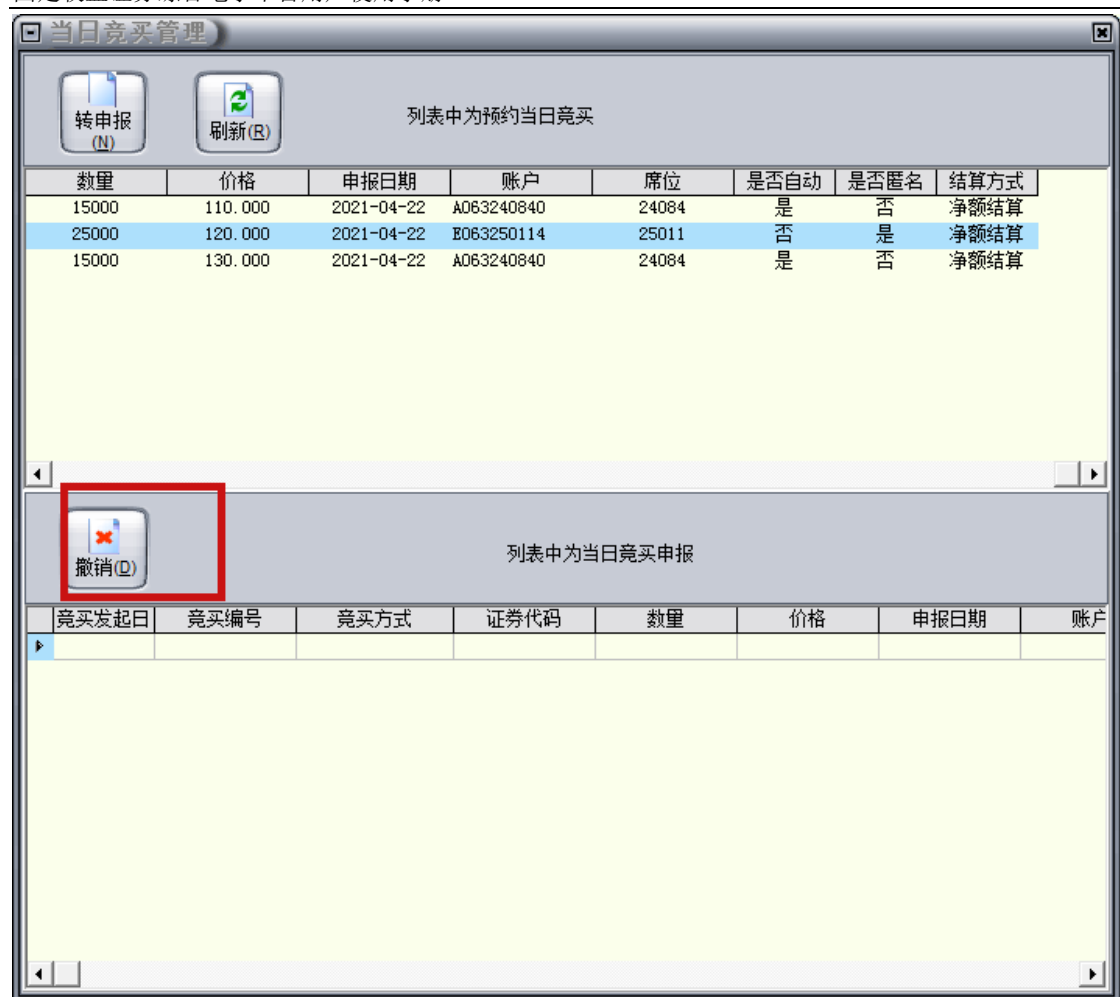 当日竞买管理
转申报
(N)
刷新(R)
列表中为预约当日竞买
数量 价格 申报日期 账户 席位 是否自动 是否匿名 结算方式
15000 110.000 2021-04-22 A063240840 24084 是 否 净额结算
25000 120.000 2021-04-22 E063250114 25011 否 是 净额结算
15000 130.000 2021-04-22 A063240840 24084 是 否 净额结算
撤销(D)
列表中为当日竞买申报
竞买发起日 竞买编号 竞买方式 证券代码 数量 价格 申报日期 账户